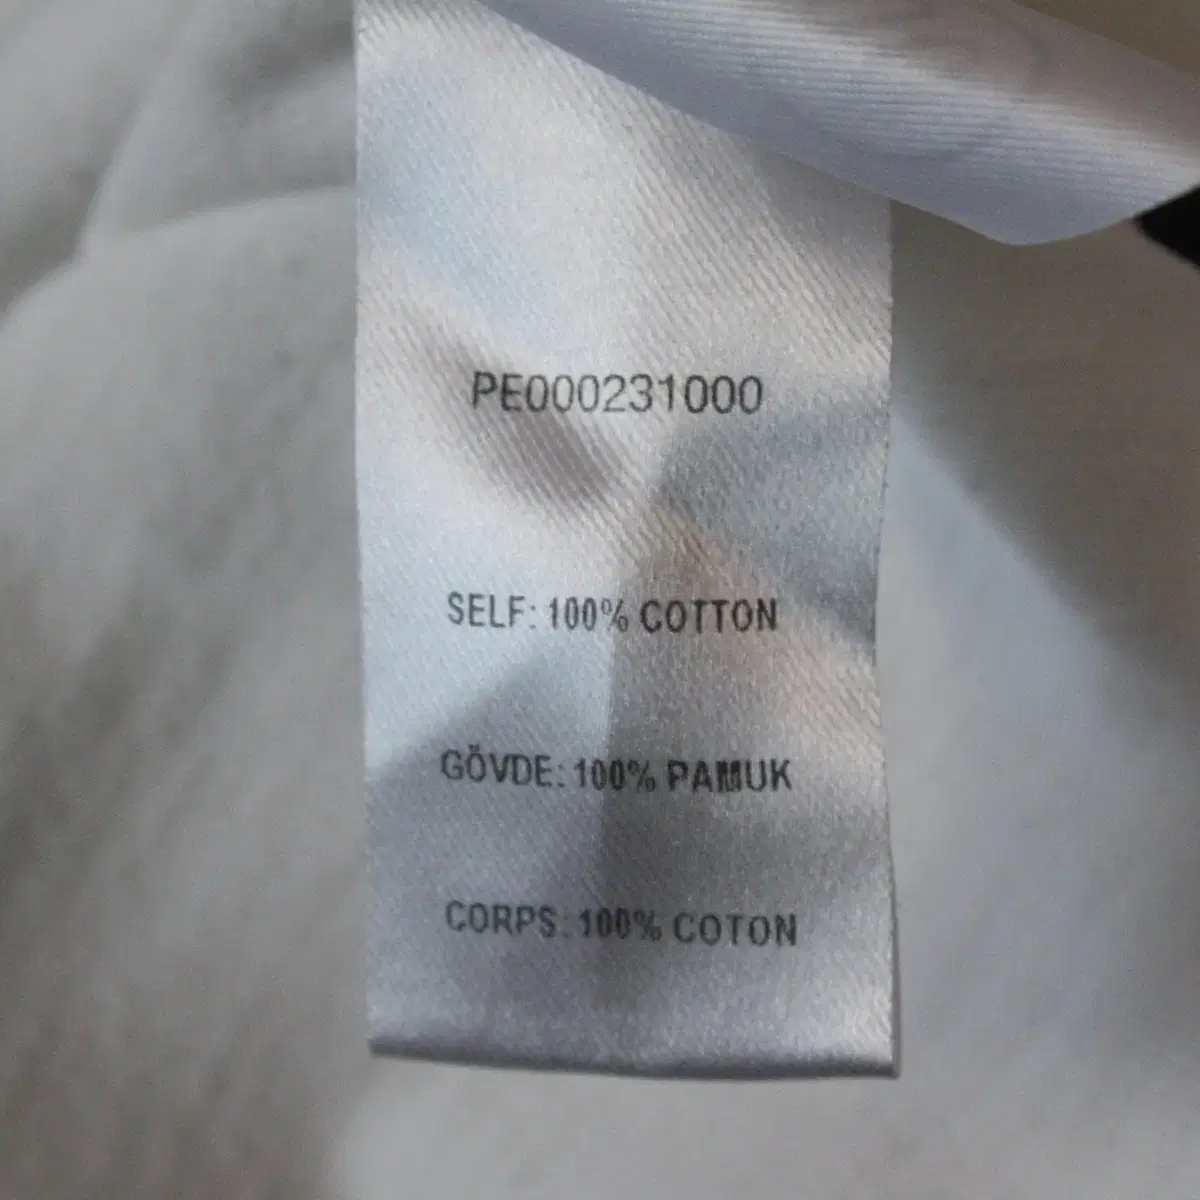 PE000231000
SELF: 100% COTTON
GÖVDE: 100% PAMUK
CORPS: 100% COTON